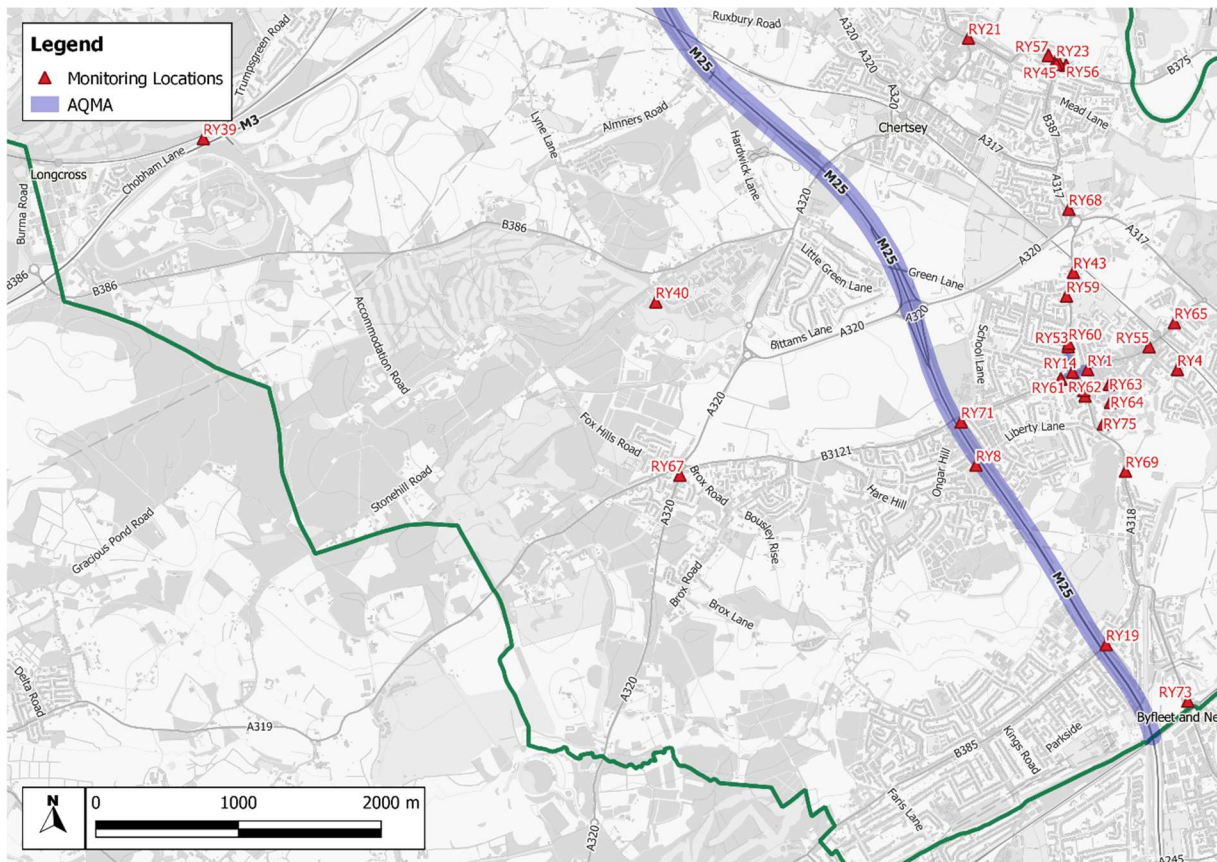 Legend
Monitoring Locations
AQMA
Ruxbury Road
A320
RY21
RY57
RY23
RY45
RY56
B375
M25
Trumpsgreen Road
A320
Mead Lane
B387
RY39
M3
Lyne Lane
Almners Road
A320
Chertsey
A317
Chobham Lane
Longcross
Hardwick Lane
M25
A317
Burma Road
RY68
A320
B386
A317
M25
A320
Little Green Lane
Green Lane
RY43
B386
B386
RY59
RY40
Accommodation Road
A320
RY65
Bittams Lane
A320
School Lane
RY53
RY60
RY55
RY14
RY1
RY4
RY61
RY62
RY63
RY64
A320
Fox Hills Road
RY71
Liberty Lane
RY75
B3121
RY67
RY8
RY69
Stonehill Road
Brox Road
Ongar Hill
Hare Hill
A320
Bousley Rise
A318
Gracious Pond Road
Brox Road
M25
Brox Lane
RY19
Delta Road
A320
RY73
A319
Byfleet and Ne
Parkside
Kings Road
B385
Faris Lane
N
0
1000
2000 m
A320
A245